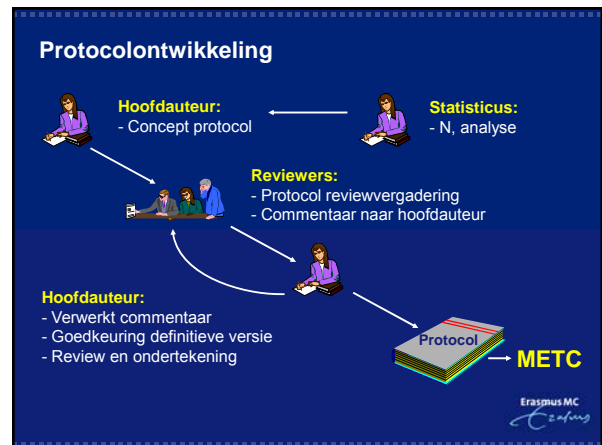 Protocolontwikkeling
Hoofdauteur:
- Concept protocol
Statisticus:
- N, analyse
Reviewers:
- Protocol reviewvergadering
- Commentaar naar hoofdauteur
Hoofdauteur:
- Verwerkt commentaar
- Goedkeuring definitieve versie
- Review en ondertekening
Protocol
METC
Erasmus MC
Erasmus